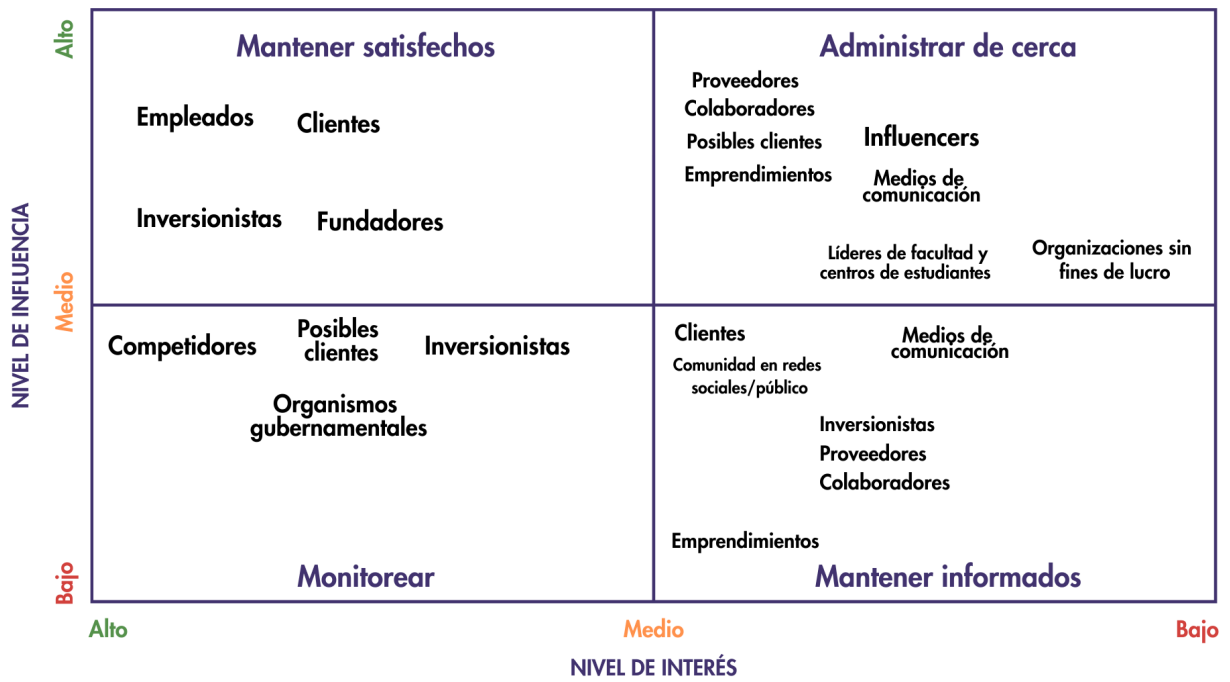 Alto
Mantener satisfechos
Empleados
Clientes
Inversionistas
Fundadores
Administrar de cerca
Proveedores
Colaboradores
Posibles clientes
Emprendimientos
Influencers
Medios de
comunicación
Líderes de facultad y
centros de estudiantes
Organizaciones sin
fines de lucro
NIVEL DE INFLUENCIA
Medio
Competidores
Posibles
clientes
Inversionistas
Organismos
gubernamentales
Monitorear
Clientes
Comunidad en redes
sociales/público
Medios de
comunicación
Inversionistas
Proveedores
Colaboradores
Emprendimientos
Mantener informados
Bajo
Alto
Medio
Bajo
NIVEL DE INTERÉS